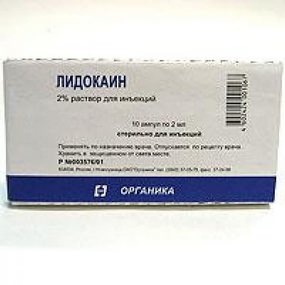 ЛИДОКАИН
2% раствор для инъекций
10 ампул по 2 мл
стерильно для инъекций
Применять по назначению врача. Отпускается по рецепту врача
Хранить в защищенном от света месте.
Р №003576/01
ОРГАНИКА